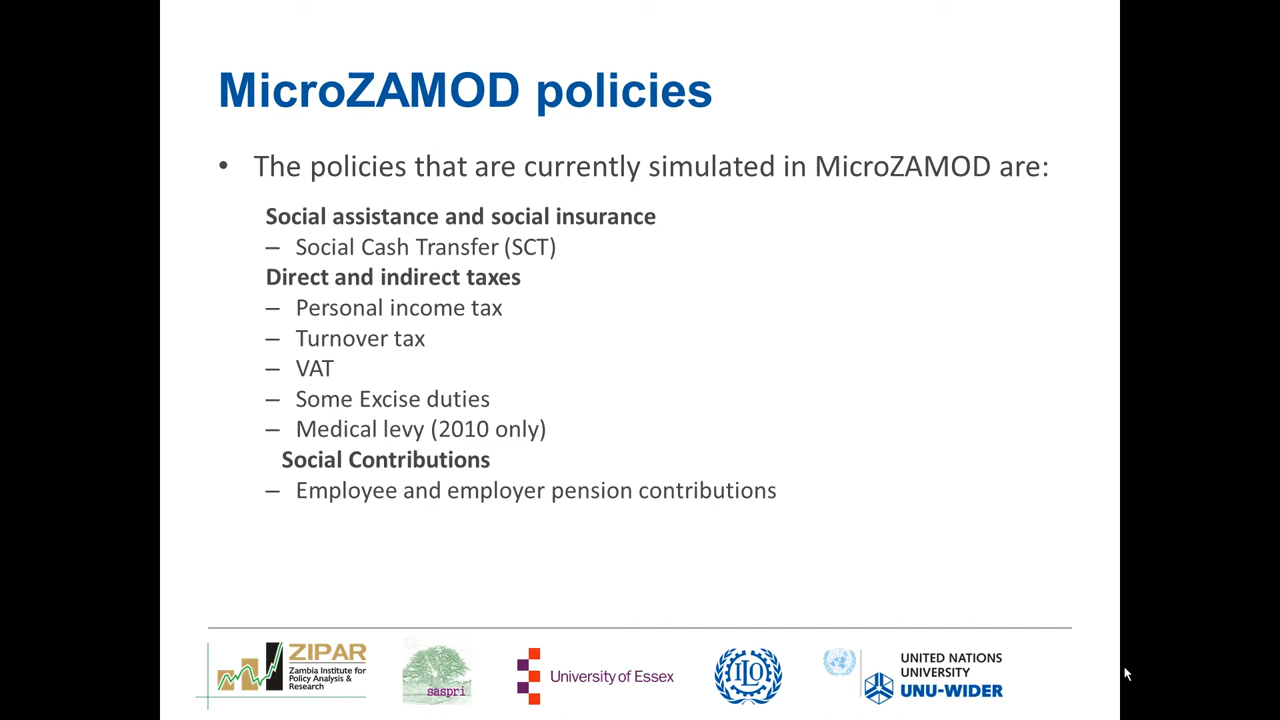 MicroZAMOD policies
• The policies that are currently simulated in MicroZAMOD are:
Social assistance and social insurance
– Social Cash Transfer (SCT)
Direct and indirect taxes
– Personal income tax
– Turnover tax
– VAT
– Some Excise duties
– Medical levy (2010 only)
Social Contributions
– Employee and employer pension contributions
ZIPAR
Zambia Institute for
Policy Analysis &
Research
saspri
University of Essex
ILO
UNITED NATIONS
UNIVERSITY
UNU-WIDER